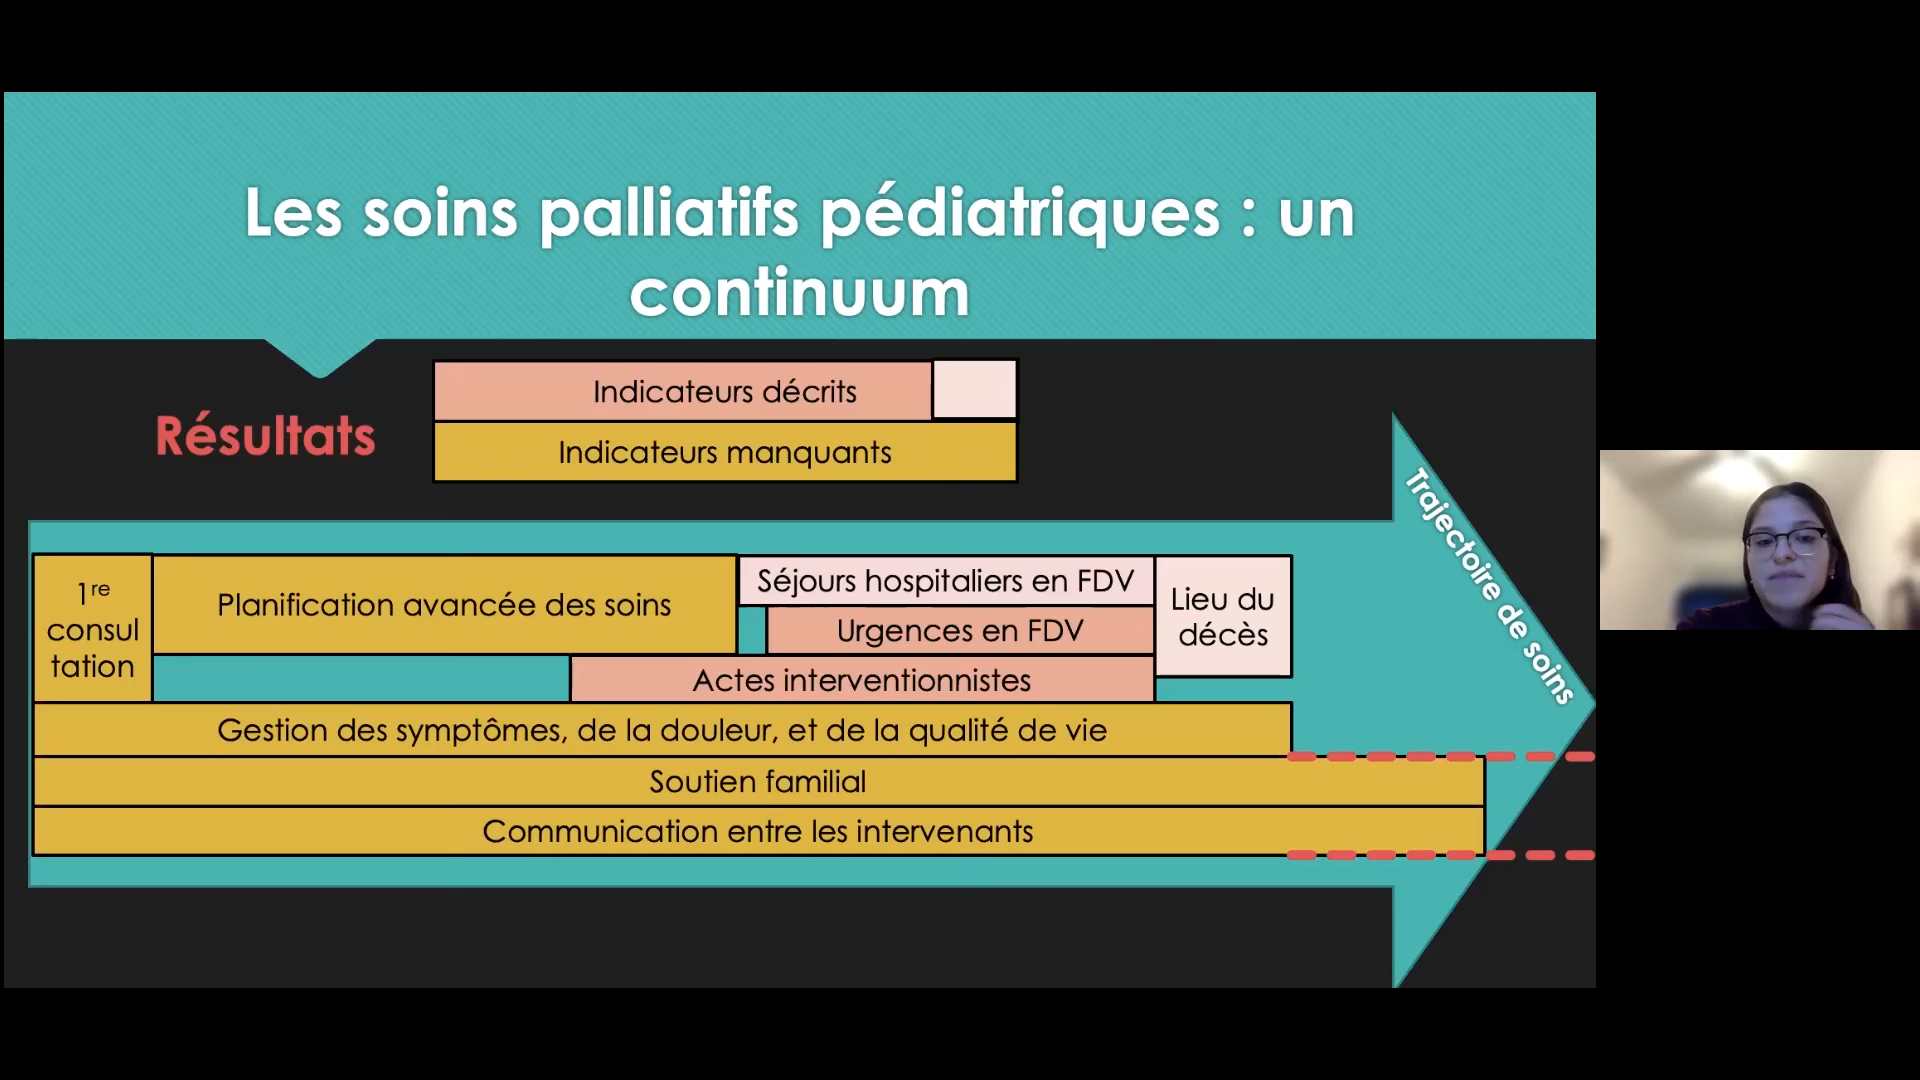 Les soins palliatifs pédiatriques : un
continuum
Résultats
Indicateurs décrits
Indicateurs manquants
Trajectoire de soins
1re
consul
tation
Planification avancée des soins
Séjours hospitaliers en FDV
Urgences en FDV
Actes interventionnistes
Lieu du
décès
Gestion des symptômes, de la douleur, et de la qualité de vie
Soutien familial
Communication entre les intervenants